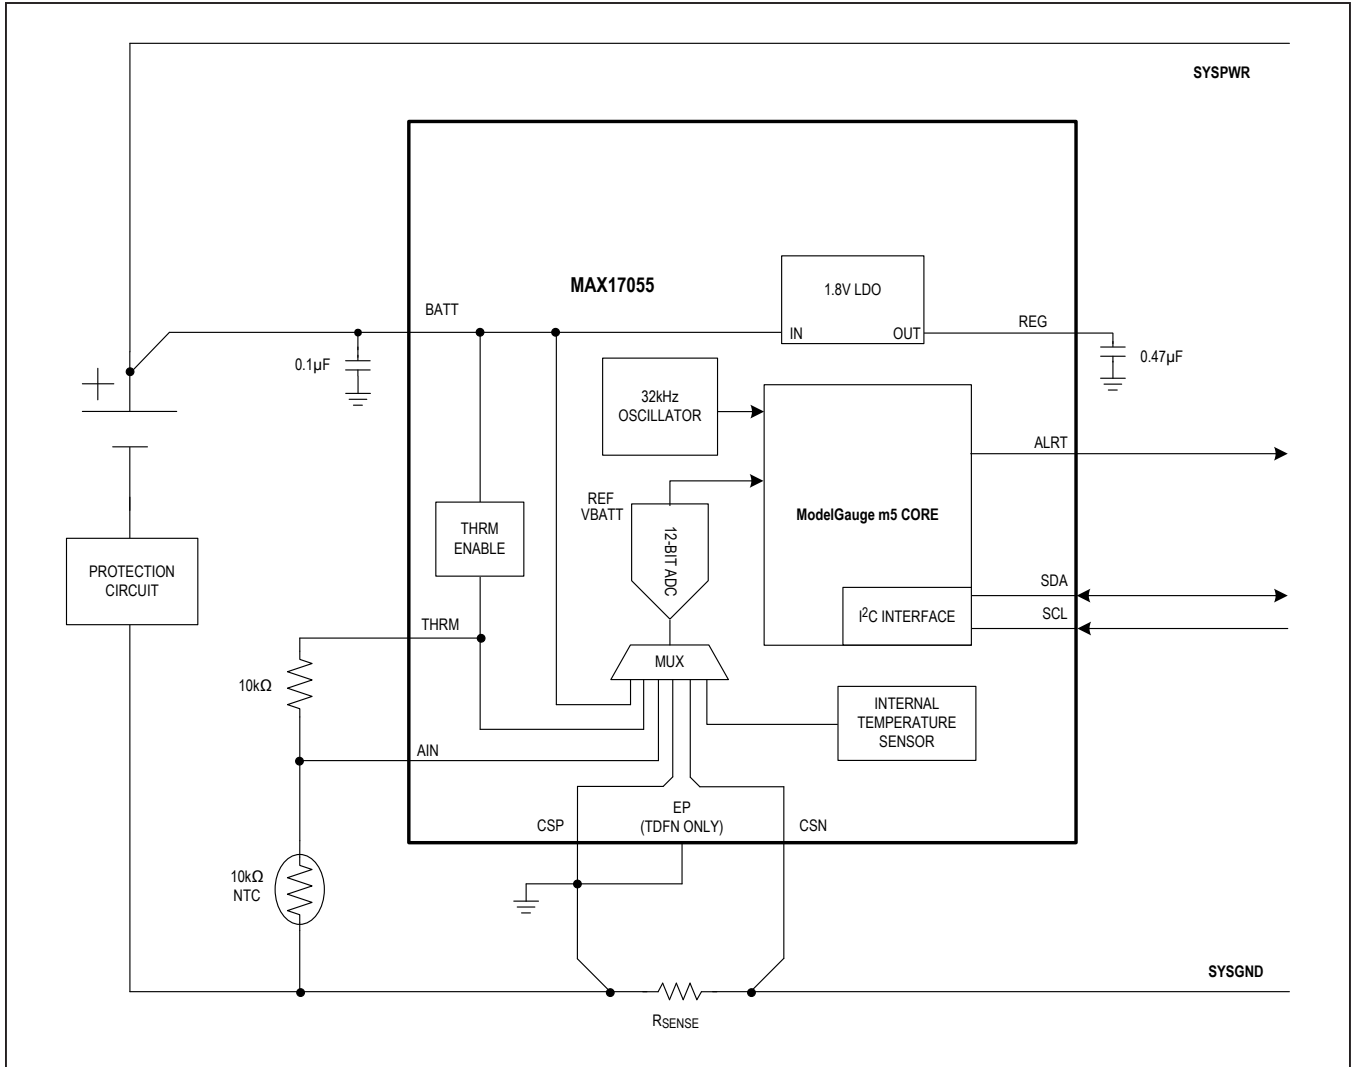 SYSPWR
MAX17055
1.8V LDO
BATT
REG
IN
OUT
0.1µF
0.47µF
32kHz
OSCILLATOR
ALRT
REF
VBATT
THRM
ENABLE
12-BIT ADC
ModelGauge m5 CORE
PROTECTION
CIRCUIT
SDA
I²C INTERFACE
SCL
THRM
MUX
10kΩ
INTERNAL
TEMPERATURE
SENSOR
AIN
EP
(TDFN ONLY)
CSP
CSN
10kΩ
NTC
SYSGND
RSENSE